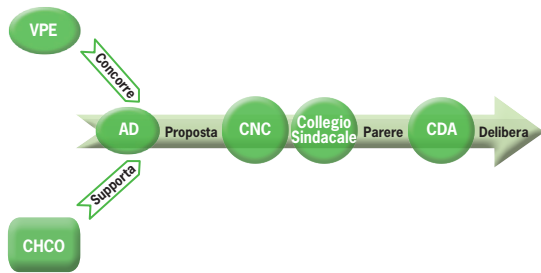 VPE
Concorre
AD
Proposta
CNC
Collegio
Sindacale
Parere
CDA
Delibera
Supporta
CHCO